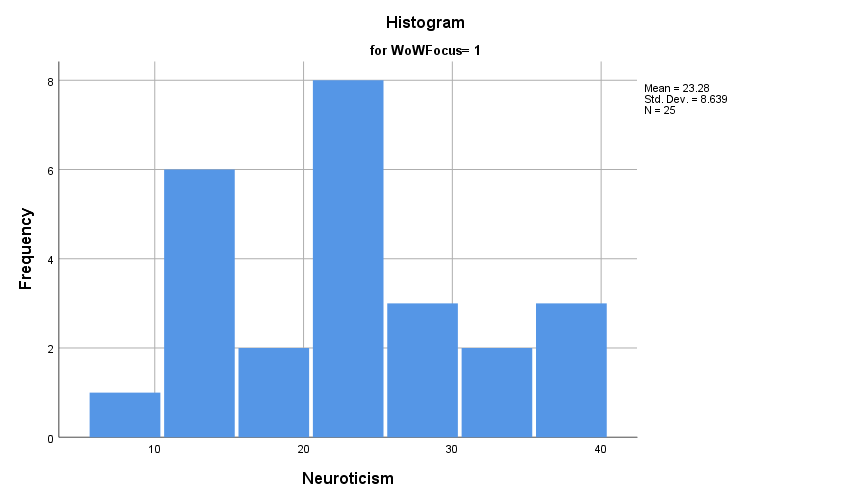 Histogram
for WoWFocus= 1
Mean = 23.28
Std. Dev. = 8.639
N = 25
Frequency
8
6
4
2
0
10
20
30
40
Neuroticism